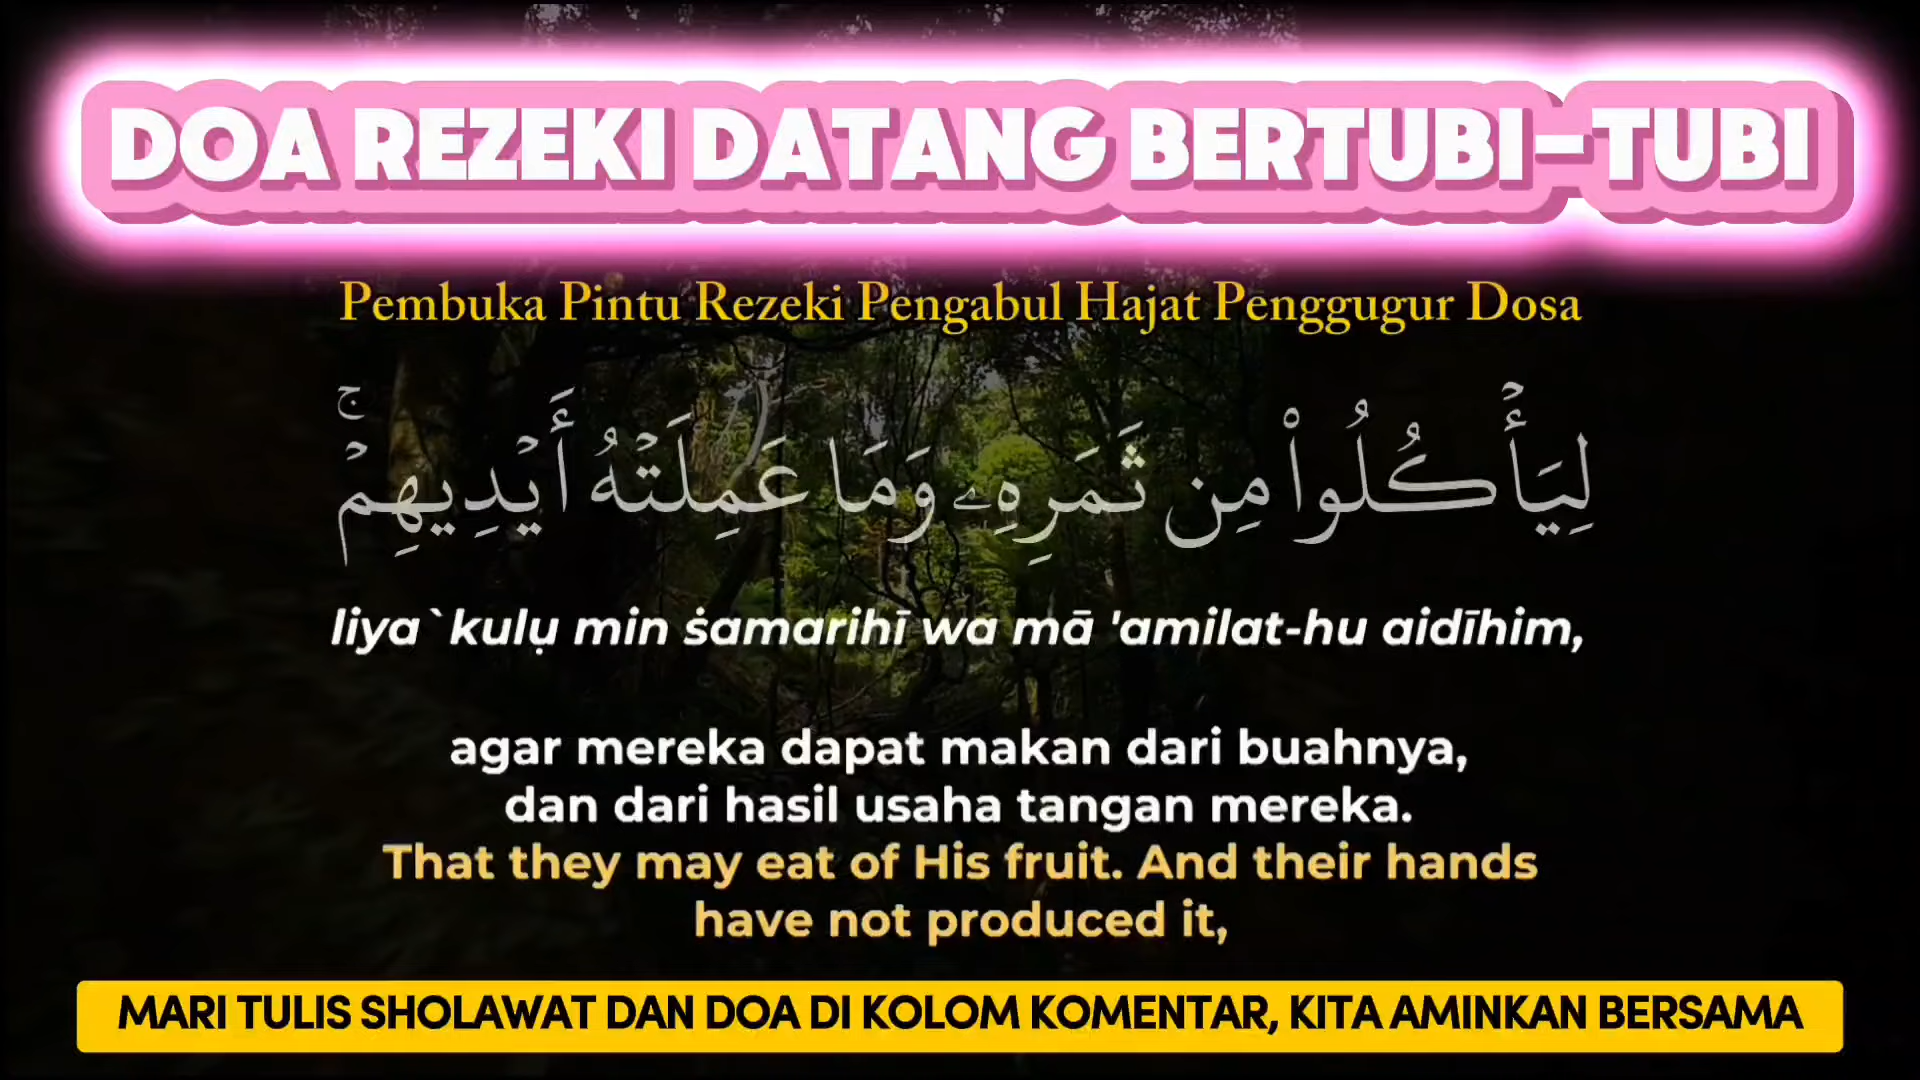 DOA REZEKI DATANG BERTUBI-TUBI
Pembuka Pintu Rezeki Pengabul Hajat Penggugur Dosa
لِيَأۡكُلُواْ مِن ثَمَرِهِۦ وَمَا عَمِلَتۡهُ أَيۡدِيهِمۡۚ
liya`kulụ min ṡamarihī wa mā 'amilat-hu aidīhim,
agar mereka dapat makan dari buahnya,
dan dari hasil usaha tangan mereka.
That they may eat of His fruit. And their hands
have not produced it,
MARI TULIS SHOLAWAT DAN DOA DI KOLOM KOMENTAR, KITA AMINKAN BERSAMA